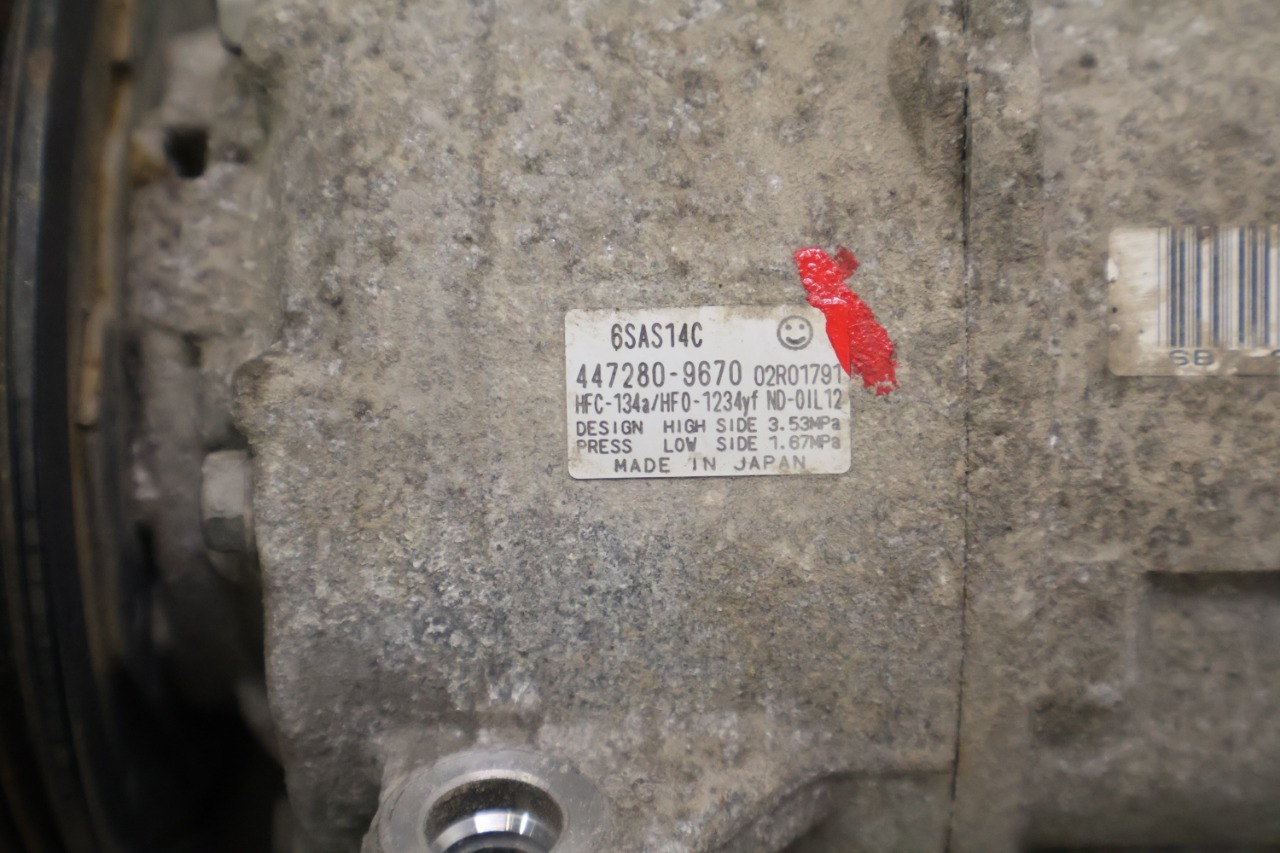 6SAS14C
447280-9670 02R01791
HFC-134a/HFO-1234yf ND-OIL12
DESIGN HIGH SIDE 3.53MPa
PRESS LOW SIDE 1.67MPa
MADE IN JAPAN
SB